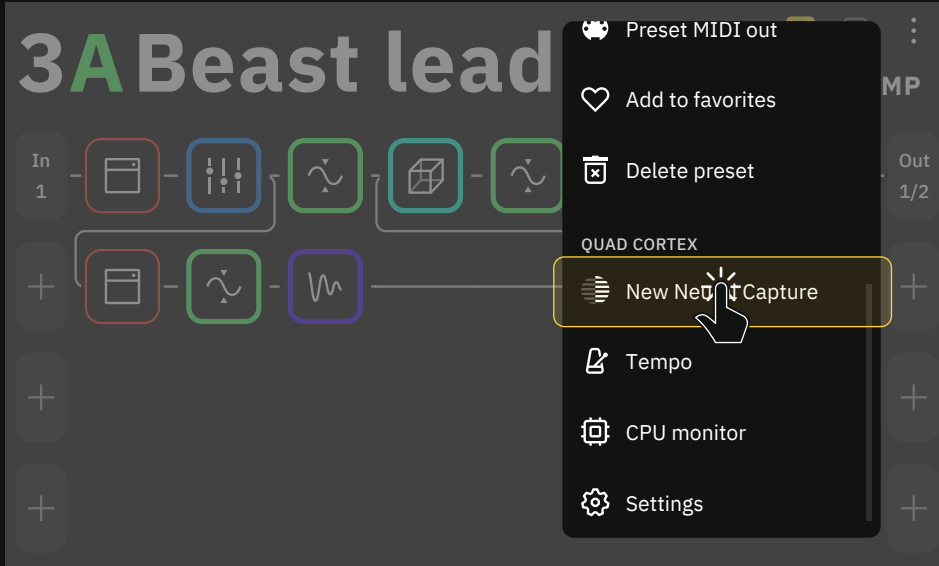 3A Beast lead
Preset MIDI out
MP
Add to favorites
In
1
Out
1/2
Delete preset
QUAD CORTEX
New Capture
Tempo
CPU monitor
Settings